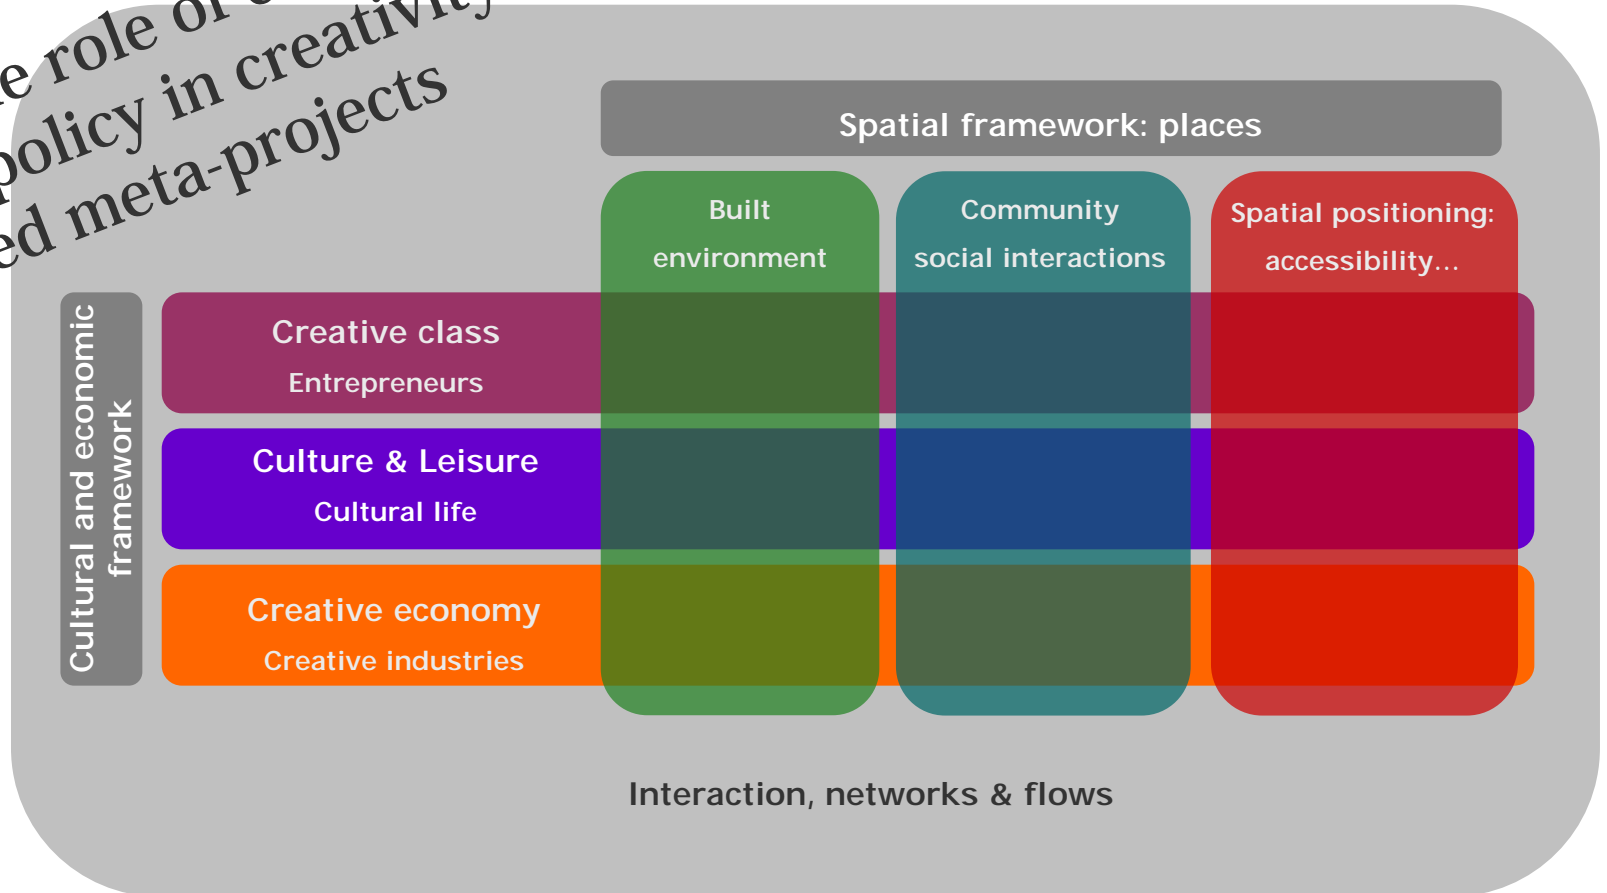 role of
policy in creativity
ed meta-projects
Spatial framework: places
Built
environment
Community
social interactions
Spatial positioning:
accessibility...
Cultural and economic
framework
Creative class
Entrepreneurs
Culture & Leisure
Cultural life
Creative economy
Creative industries
Interaction, networks & flows